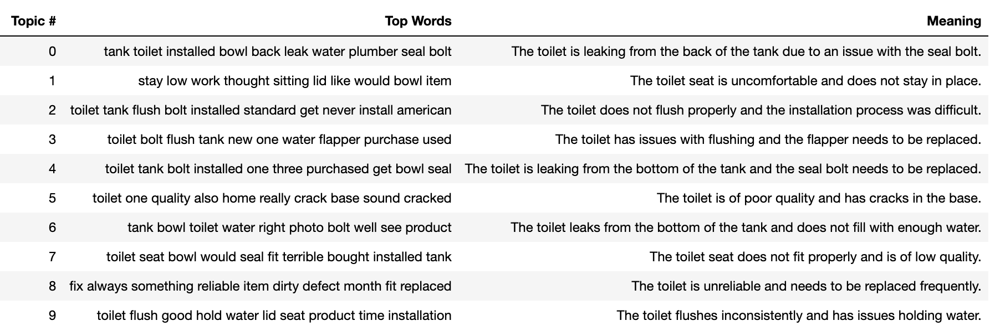 Topic # Top Words Meaning
0 tank toilet installed bowl back leak water plumber seal bolt The toilet is leaking from the back of the tank due to an issue with the seal bolt.
1 stay low work thought sitting lid like would bowl item The toilet seat is uncomfortable and does not stay in place.
2 toilet tank flush bolt installed standard get never install american The toilet does not flush properly and the installation process was difficult.
3 toilet bolt flush tank new one water flapper purchase used The toilet has issues with flushing and the flapper needs to be replaced.
4 toilet tank bolt installed one three purchased get bowl seal The toilet is leaking from the bottom of the tank and the seal bolt needs to be replaced.
5 toilet one quality also home really crack base sound cracked The toilet is of poor quality and has cracks in the base.
6 tank bowl toilet water right photo bolt well see product The toilet leaks from the bottom of the tank and does not fill with enough water.
7 toilet seat bowl would seal fit terrible bought installed tank The toilet seat does not fit properly and is of low quality.
8 fix always something reliable item dirty defect month fit replaced The toilet is unreliable and needs to be replaced frequently.
9 toilet flush good hold water lid seat product time installation The toilet flushes inconsistently and has issues holding water.